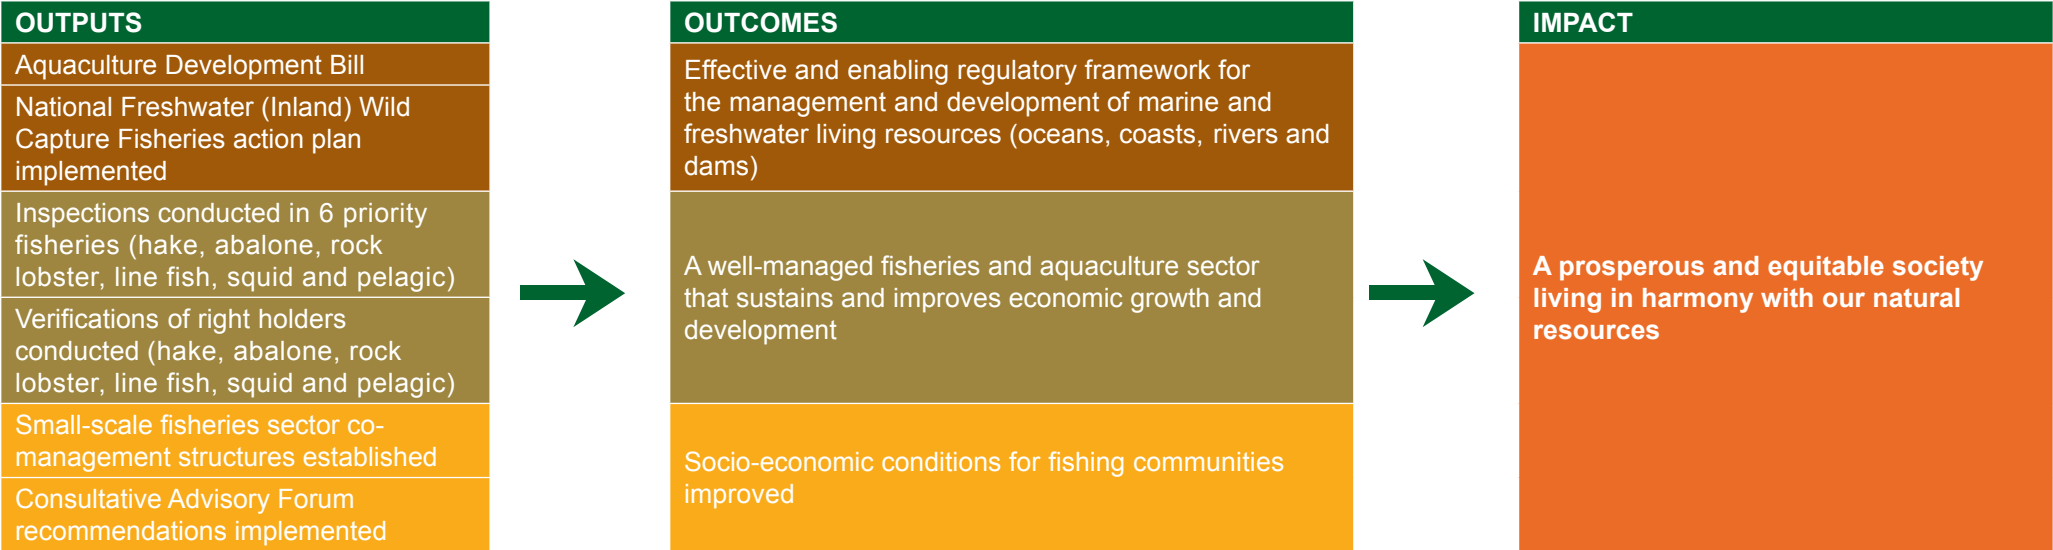 OUTPUTS
Aquaculture Development Bill
National Freshwater (Inland) Wild
Capture Fisheries action plan
implemented
Inspections conducted in 6 priority
fisheries (hake, abalone, rock
lobster, line fish, squid and pelagic)
Verifications of right holders
conducted (hake, abalone, rock
lobster, line fish, squid and pelagic)
Small-scale fisheries sector co-
management structures established
Consultative Advisory Forum
recommendations implemented
OUTCOMES
Effective and enabling regulatory framework for
the management and development of marine and
freshwater living resources (oceans, coasts, rivers and
dams)
A well-managed fisheries and aquaculture sector
that sustains and improves economic growth and
development
Socio-economic conditions for fishing communities
improved
IMPACT
A prosperous and equitable society
living in harmony with our natural
resources